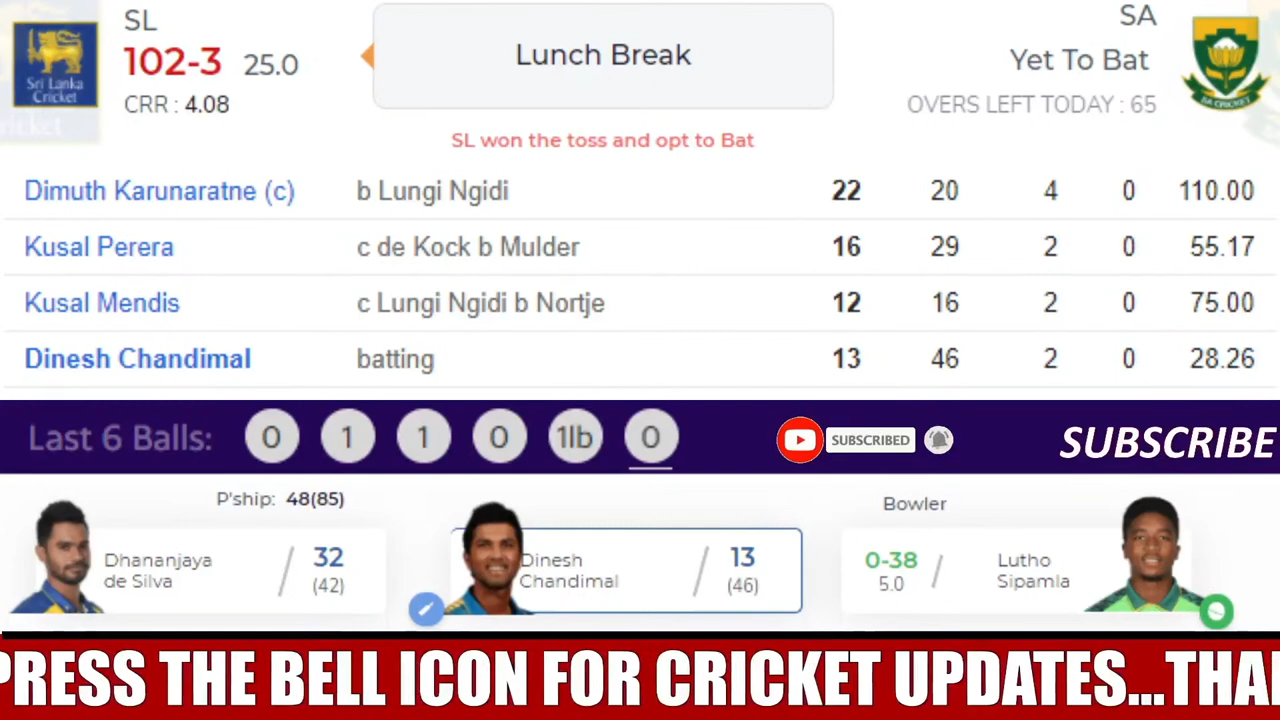 SL
102-3 25.0
CRR : 4.08
Sri Lanka
Cricket
Lunch Break
SL won the toss and opt to Bat
SA
Yet To Bat
OVERS LEFT TODAY : 65
SA CRICKET
Dimuth Karunaratne (c) b Lungi Ngidi 22 20 4 0 110.00
Kusal Perera c de Kock b Mulder 16 29 2 0 55.17
Kusal Mendis c Lungi Ngidi b Nortje 12 16 2 0 75.00
Dinesh Chandimal batting 13 46 2 0 28.26
Last 6 Balls: 0 1 1 0 1lb 0
SUBSCRIBED
SUBSCRIBE
P'ship: 48(85)
Dhananjaya
de Silva
32
(42)
Dinesh
Chandimal
13
(46)
Bowler
0-38
5.0
Lutho
Sipamla
PRESS THE BELL ICON FOR CRICKET UPDATES...THA